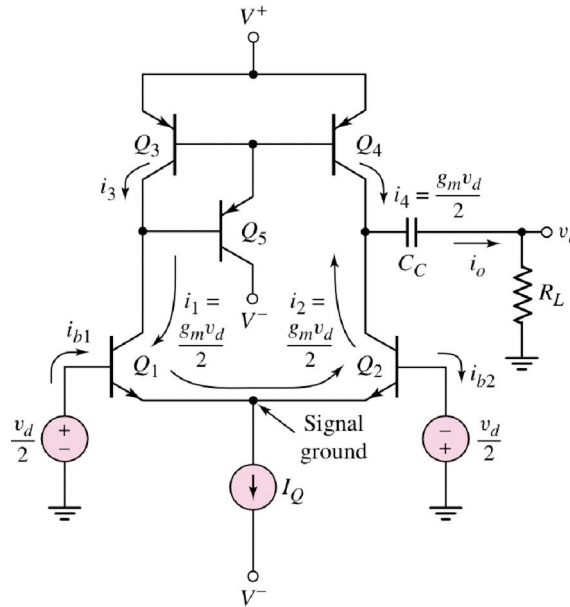 V⁺
Q₃
Q₄
i₃
i₄ = gₘv_d / 2
Q₅
C_C
i_o
v_o
R_L
V⁻
i₁ = gₘv_d / 2
i₂ = gₘv_d / 2
i_b1
Q₁
Q₂
i_b2
v_d / 2
+
−
Signal
ground
−
+
v_d / 2
I_Q
V⁻